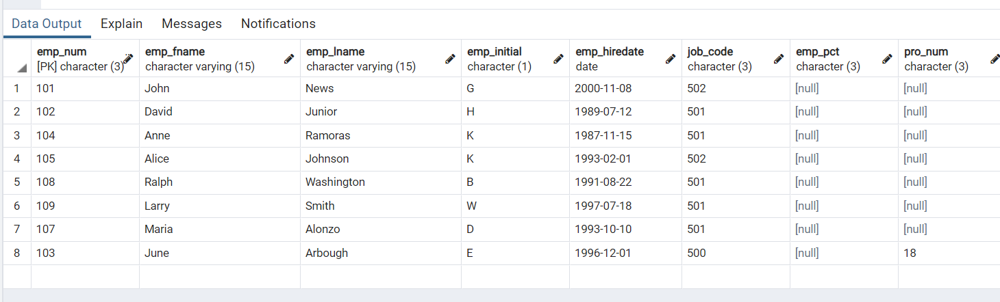 Data Output Explain Messages Notifications
emp_num emp_fname emp_lname emp_initial emp_hiredate job_code emp_pct pro_num
[PK] character (3) character varying (15) character varying (15) character (1) date character (3) character (3) character (3)
1 101 John News G 2000-11-08 502 [null] [null]
2 102 David Junior H 1989-07-12 501 [null] [null]
3 104 Anne Ramoras K 1987-11-15 501 [null] [null]
4 105 Alice Johnson K 1993-02-01 502 [null] [null]
5 108 Ralph Washington B 1991-08-22 501 [null] [null]
6 109 Larry Smith W 1997-07-18 501 [null] [null]
7 107 Maria Alonzo D 1993-10-10 501 [null] [null]
8 103 June Arbough E 1996-12-01 500 [null] 18